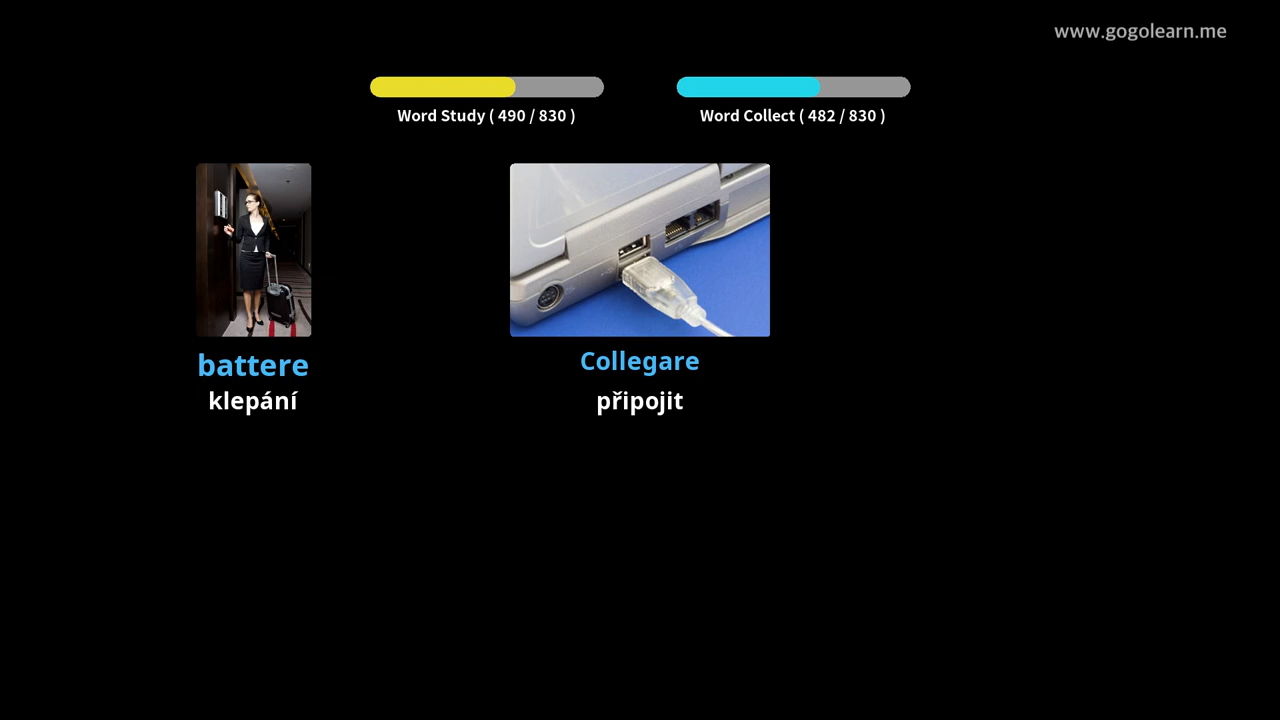 www.gogolearn.me
Word Study ( 490 / 830 )
Word Collect ( 482 / 830 )
battere
klepání
Collegare
připojit